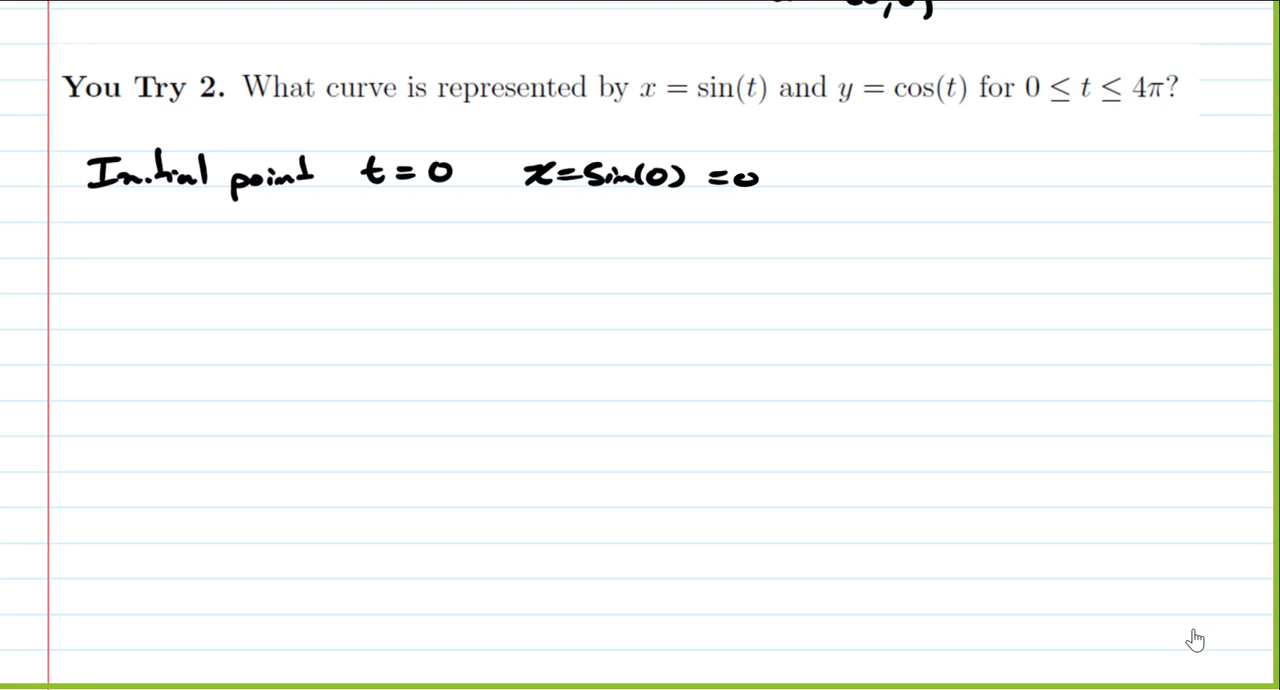 You Try 2. What curve is represented by x = sin(t) and y = cos(t) for 0 ≤ t ≤ 4π?
Initial point t = 0 x = sin(0) = 0